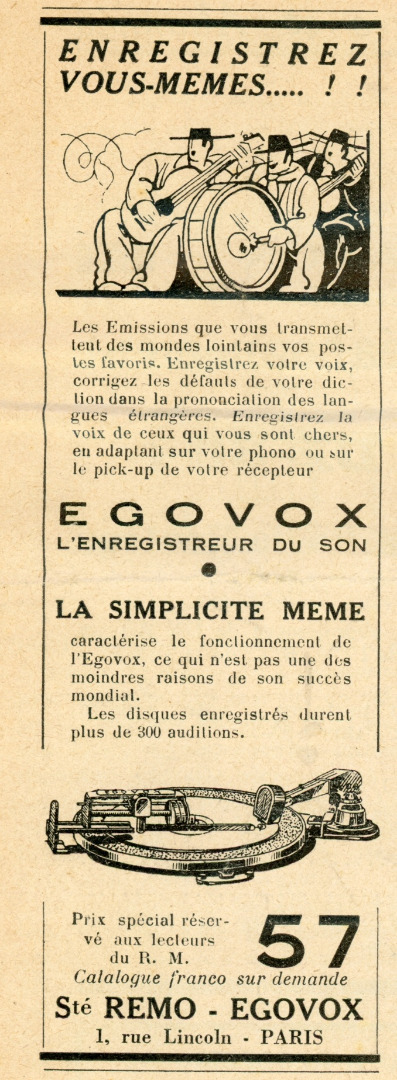 ENREGISTREZ
VOUS-MEMES..... ! !
Les Emissions que vous transmet-
tent des mondes lointains vos pos-
tes favoris. Enregistrez votre voix,
corrigez les défauts de votre dic-
tion dans la prononciation des lan-
gues étrangères. Enregistrez la
voix de ceux qui vous sont chers,
en adaptant sur votre phono ou sur
le pick-up de votre récepteur
EGOVOX
L'ENREGISTREUR DU SON
LA SIMPLICITE MEME
caractérise le fonctionnement de
l'Egovox, ce qui n'est pas une des
moindres raisons de son succès
mondial.
Les disques enregistrés durent
plus de 300 auditions.
Prix spécial réser-
vé aux lecteurs
du R. M.
57
Catalogue franco sur demande
Sté REMO - EGOVOX
1, rue Lincoln - PARIS